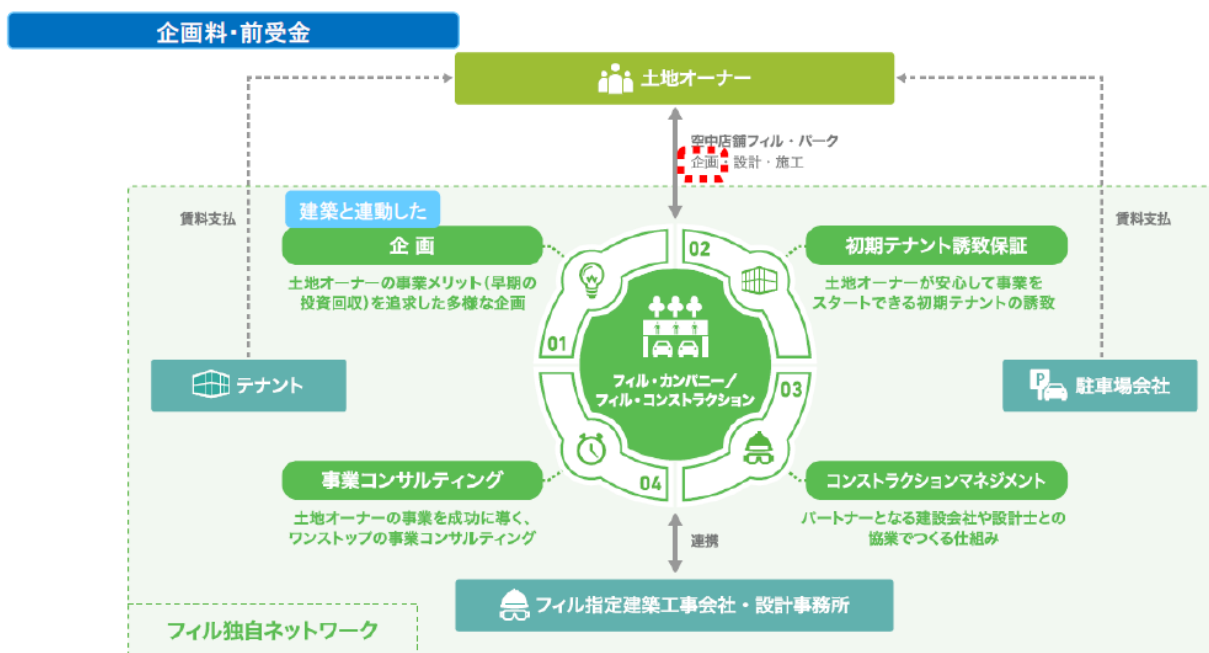 企画料・前受金
土地オーナー
空中店舗フィル・パーク
企画・設計・施工
賃料支払
賃料支払
建築と連動した
企画
土地オーナーの事業メリット(早期の
投資回収)を追求した多様な企画
01
02
初期テナント誘致保証
土地オーナーが安心して事業を
スタートできる初期テナントの誘致
テナント
フィル・カンパニー/
フィル・コンストラクション
03
P
駐車場会社
事業コンサルティング
土地オーナーの事業を成功に導く、
ワンストップの事業コンサルティング
04
コンストラクションマネジメント
パートナーとなる建設会社や設計士との
協業でつくる仕組み
連携
フィル指定建築工事会社・設計事務所
フィル独自ネットワーク